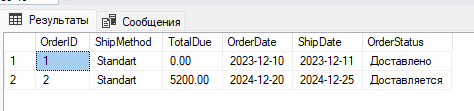 Результаты Сообщения
OrderID ShipMethod TotalDue OrderDate ShipDate OrderStatus
1 1 Standart 0.00 2023-12-10 2023-12-11 Доставлено
2 2 Standart 5200.00 2024-12-20 2024-12-25 Доставляется